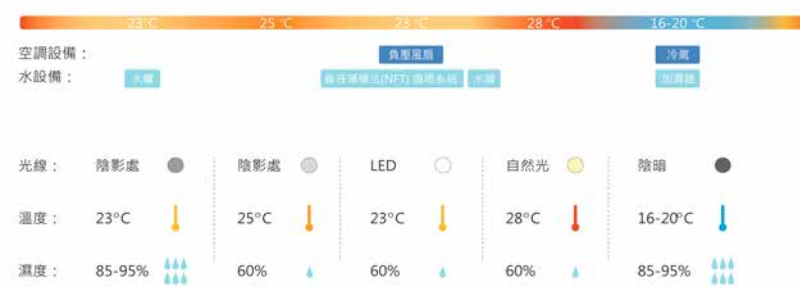 23°C 25 °C 23 °C 28 °C 16-20 °C
空調設備： 負壓風扇 冷氣
水設備： 水牆 養液薄膜法(NFT) 循環系統 水牆 加濕器
光線： 陰影處 陰影處 LED 自然光 陰暗
溫度： 23°C 25°C 23°C 28°C 16-20°C
濕度： 85-95% 60% 60% 60% 85-95%